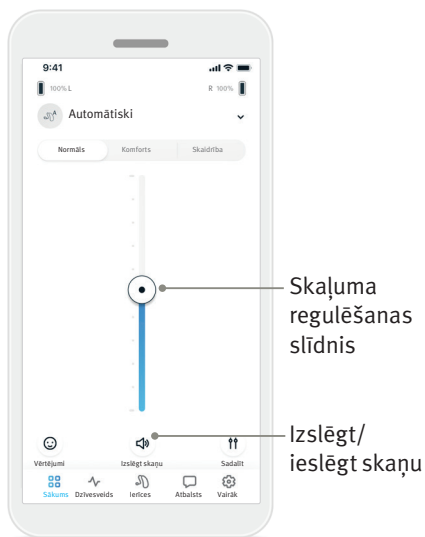 9:41
100% L
R 100%
Automātiski
Normāls Komforts Skaidrība
Skaļuma
regulēšanas
slīdnis
Izslēgt/
ieslēgt skaņu
Vērtējumi Izslēgt skaņu Sadalīt
Sākums Dzīvesveids Ierīces Atbalsts Vairāk